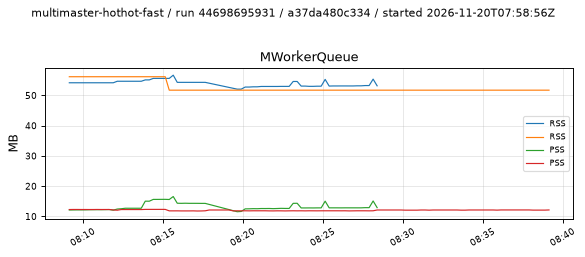 multimaster-hothot-fast / run 44698695931 / a37da480c334 / started 2026-11-20T07:58:56Z
MWorkerQueue
MB
50
40
30
20
10
RSS
RSS
PSS
PSS
08:10
08:15
08:20
08:25
08:30
08:35
08:40